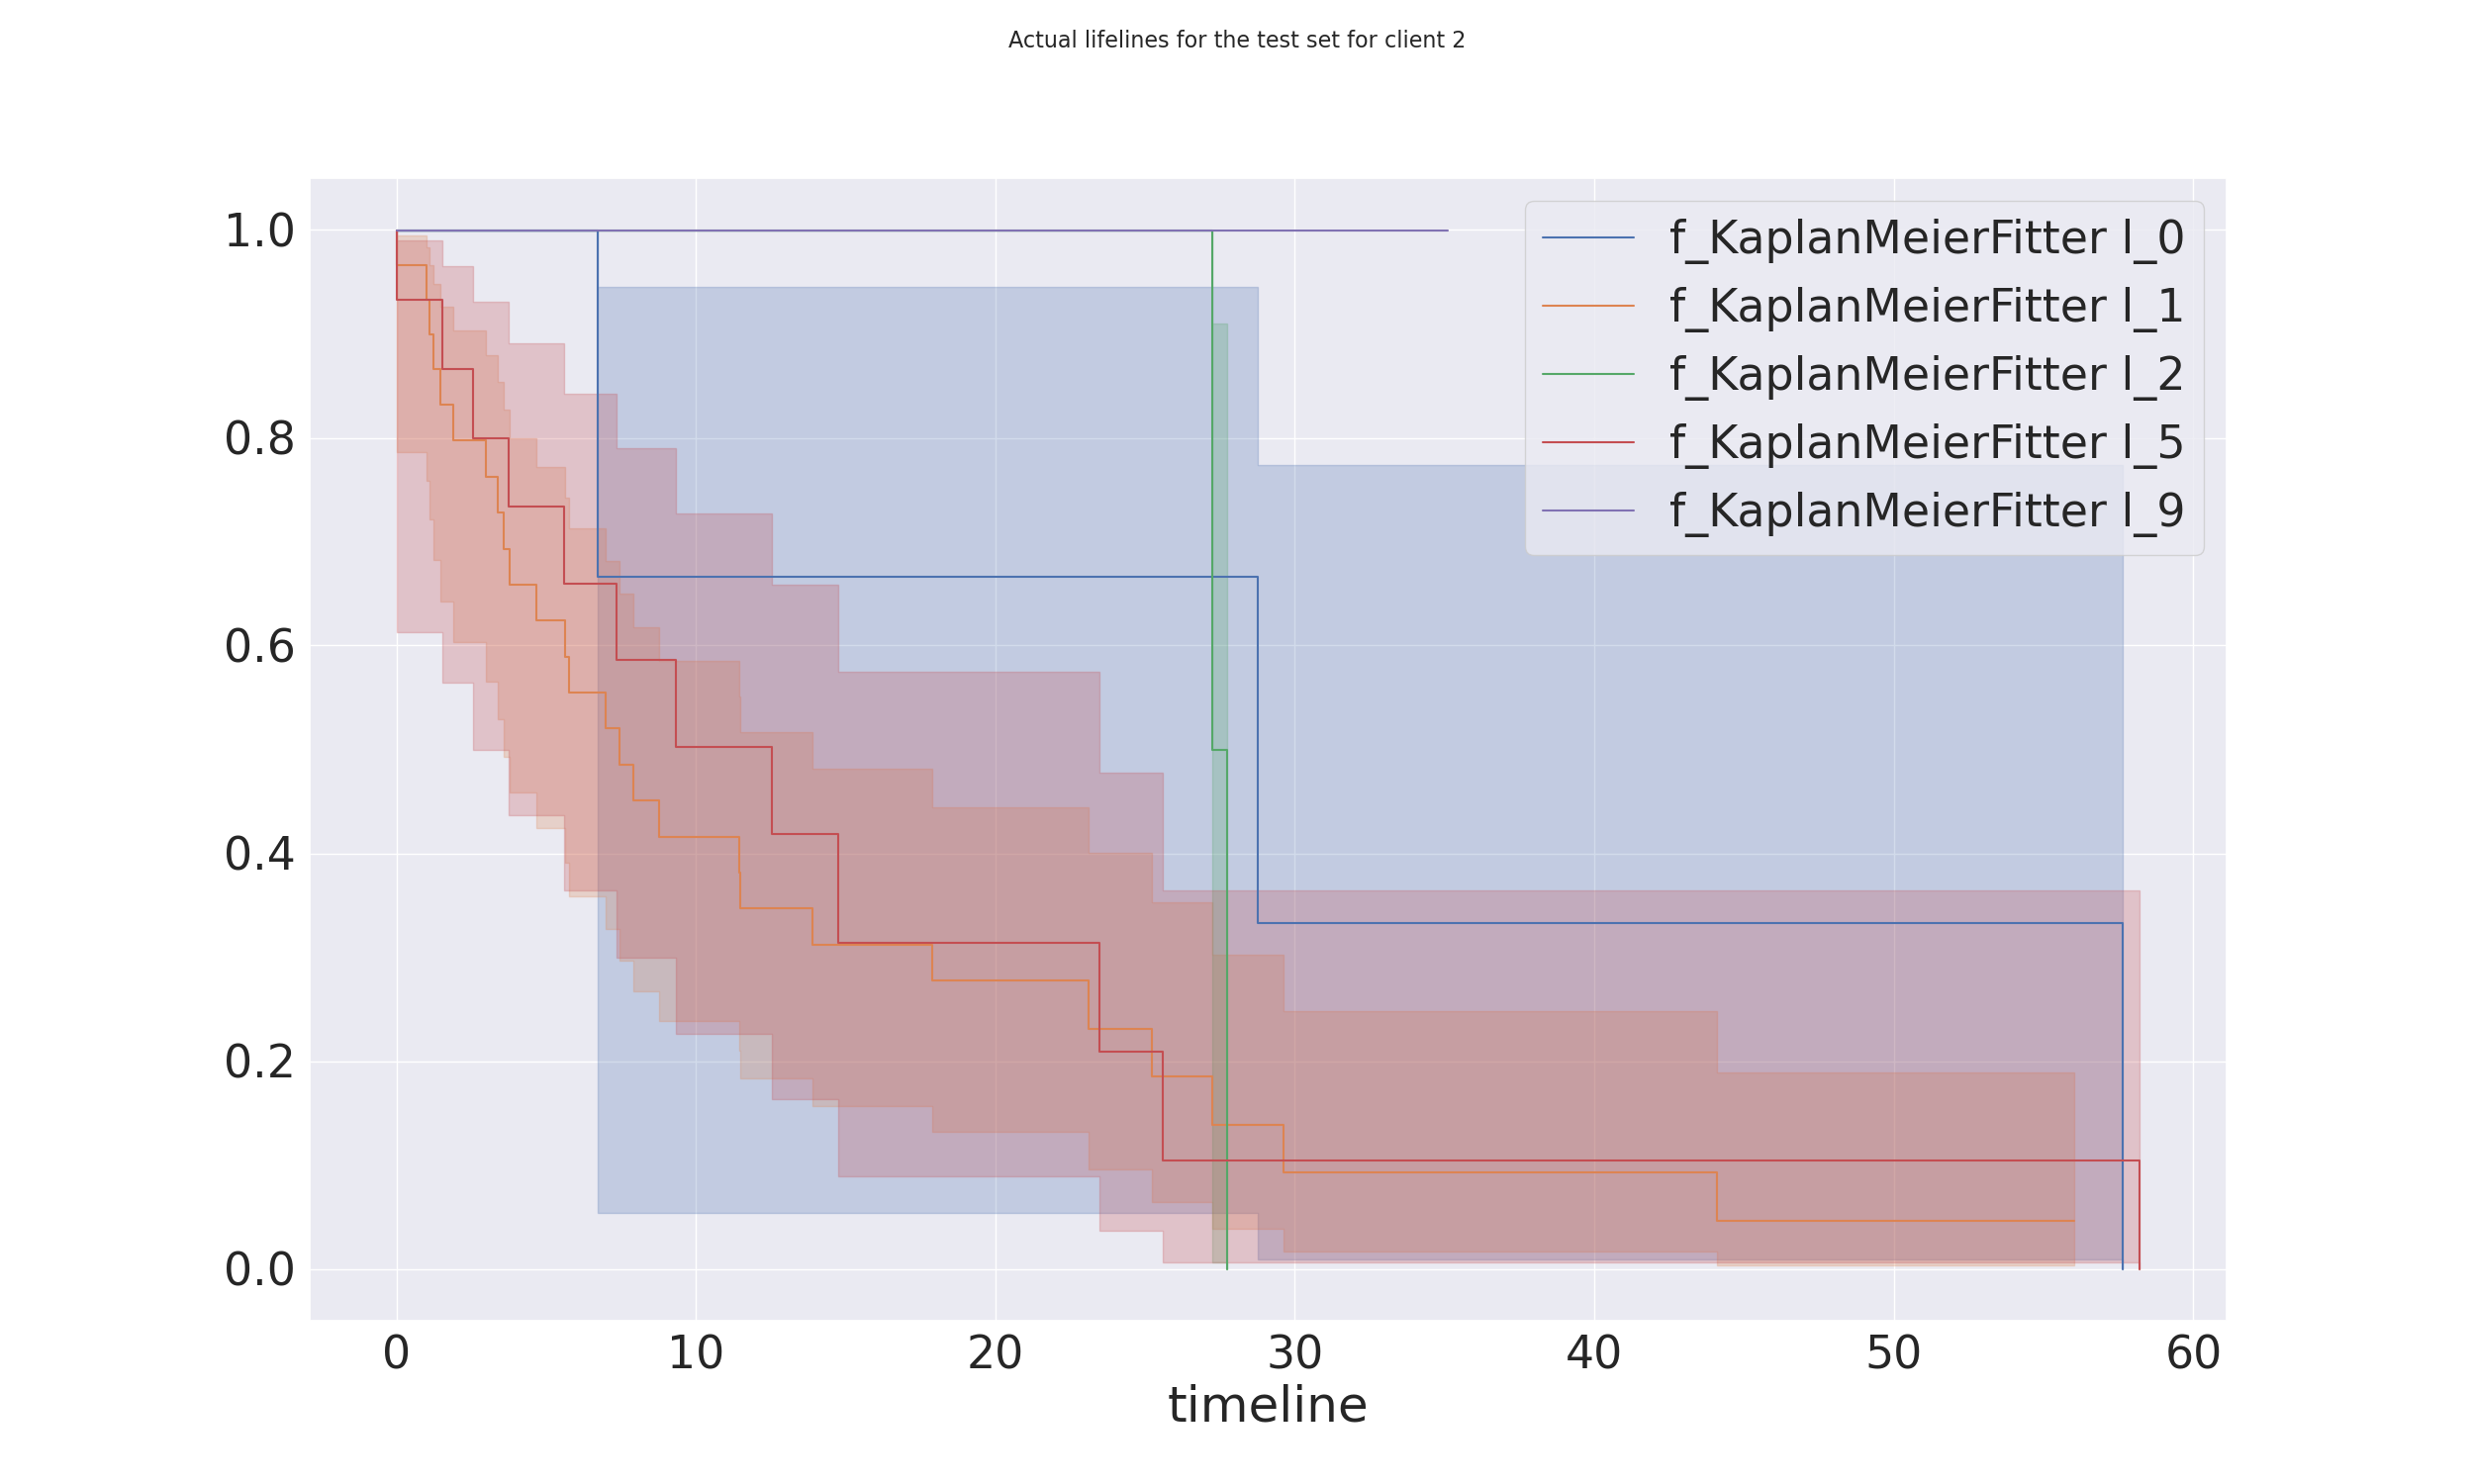 Actual lifelines for the test set for client 2
1.0
0.8
0.6
0.4
0.2
0.0
f_KaplanMeierFitter l_0
f_KaplanMeierFitter l_1
f_KaplanMeierFitter l_2
f_KaplanMeierFitter l_5
f_KaplanMeierFitter l_9
0 10 20 30 40 50 60
timeline